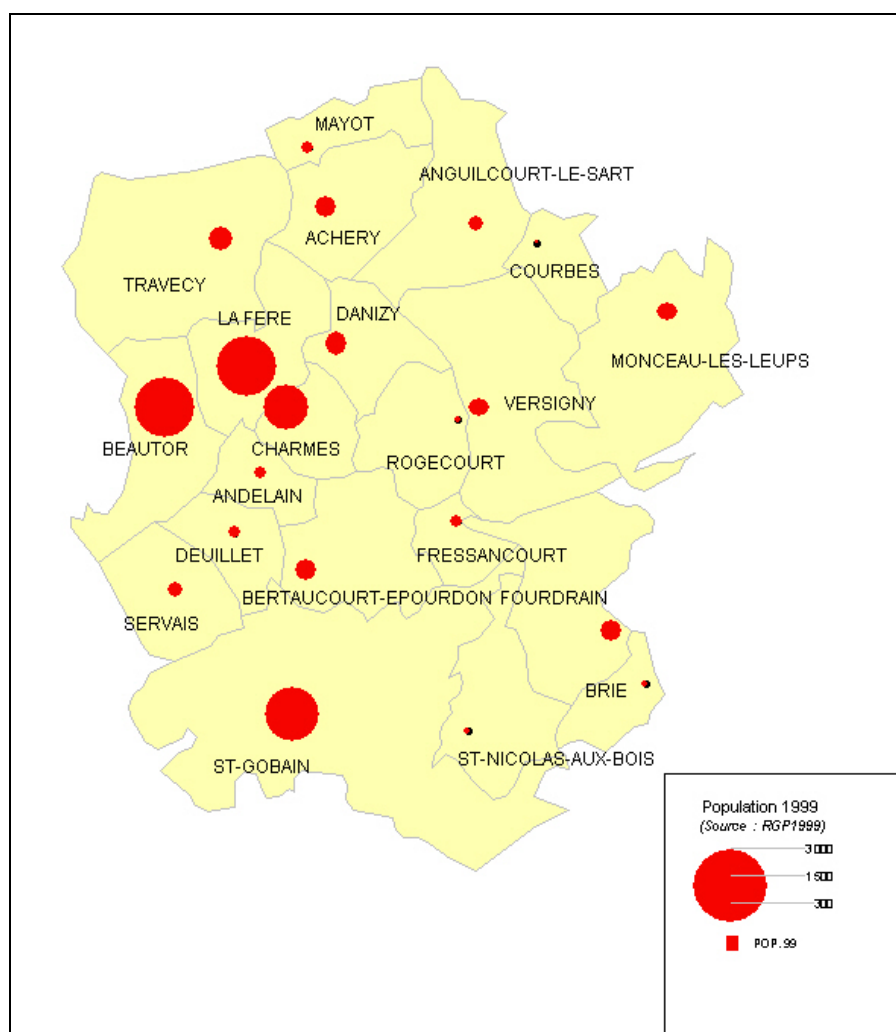 MAYOT
ANGUILCOURT-LE-SART
ACHERY
COURBES
TRAVECY
LA FERE
DANIZY
MONCEAU-LES-LEUPS
VERSIGNY
BEAUTOR
CHARMES
ROGECOURT
ANDELAIN
DEUILLET
FRESSANCOURT
BERTAUCOURT-EPOURDON
FOURDRAIN
SERVAIS
BRIE
ST-GOBAIN
ST-NICOLAS-AUX-BOIS
Population 1999
(Source : RGP1999)
3000
1500
300
POP.99